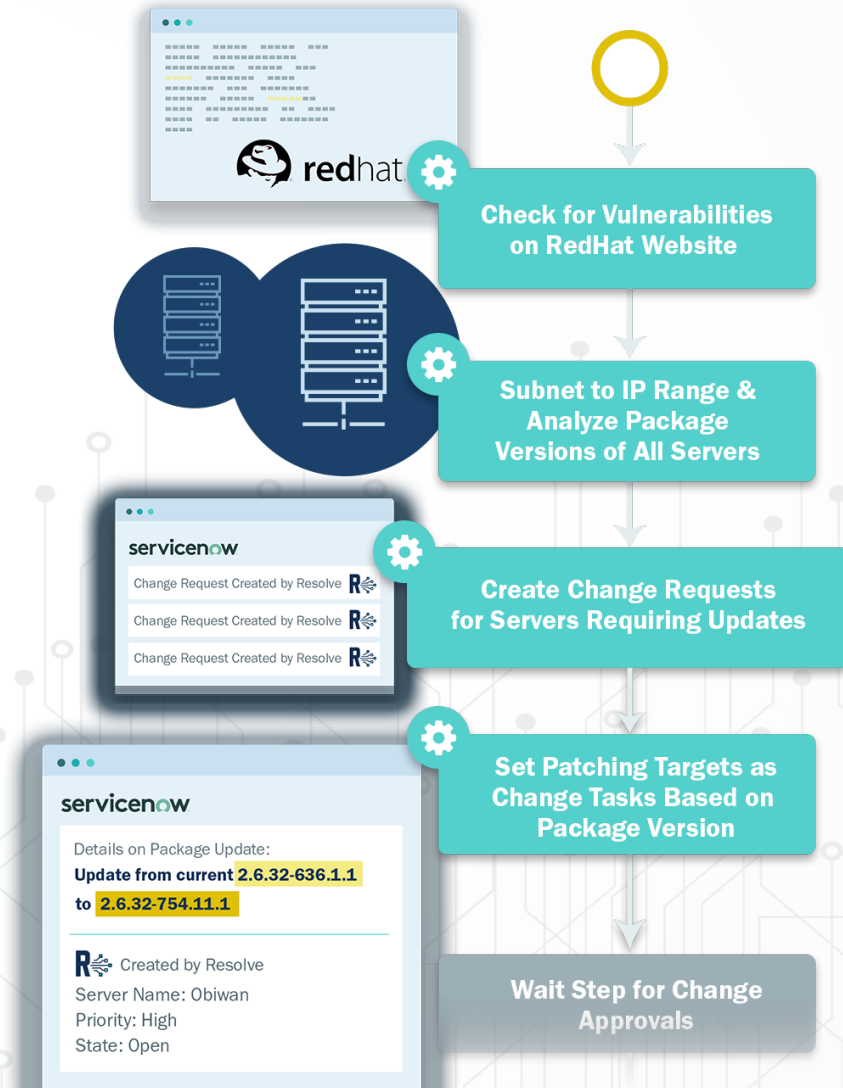 redhat
Check for Vulnerabilities
on RedHat Website
Subnet to IP Range &
Analyze Package
Versions of All Servers
servicenow
Change Request Created by Resolve R
Change Request Created by Resolve R
Change Request Created by Resolve R
Create Change Requests
for Servers Requiring Updates
Set Patching Targets as
Change Tasks Based on
Package Version
servicenow
Details on Package Update:
Update from current 2.6.32-636.1.1
to 2.6.32-754.11.1
R Created by Resolve
Server Name: Obiwan
Priority: High
State: Open
Wait Step for Change
Approvals